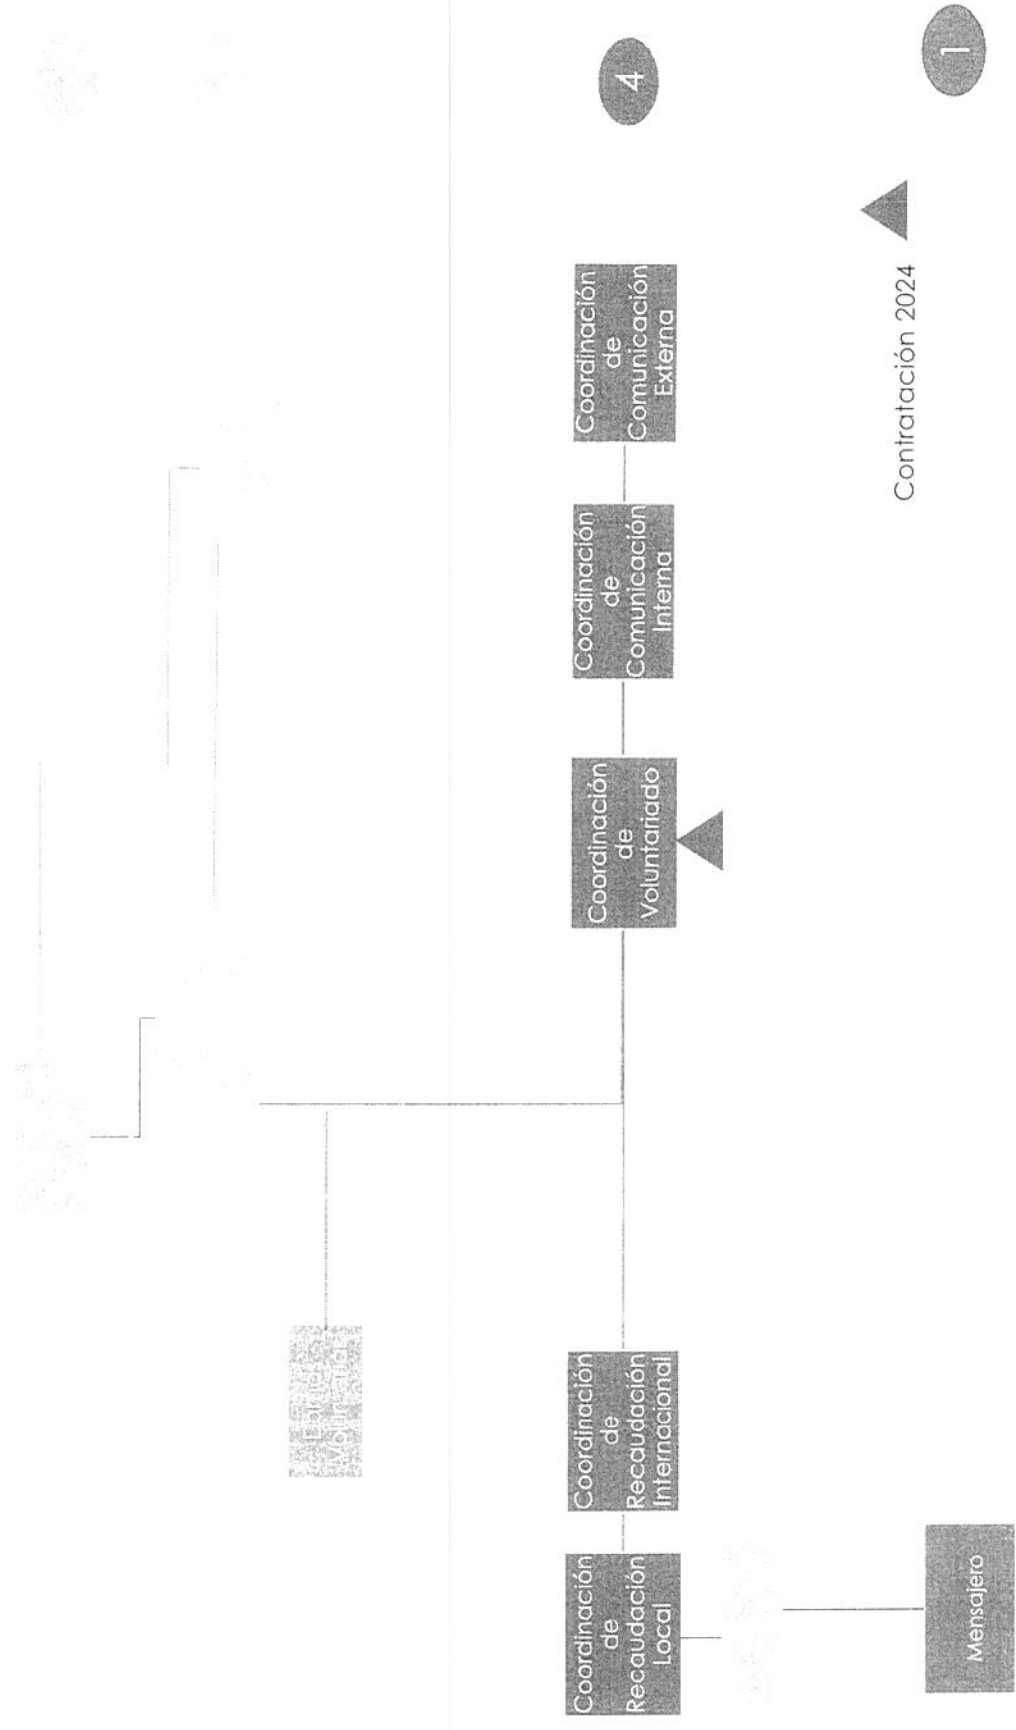 Voluntariado
Coordinación
de
Recaudación
Local
Coordinación
de
Recaudación
Internacional
Coordinación
de
Voluntariado
Coordinación
de
Comunicación
Interna
Coordinación
de
Comunicación
Externa
4
Mensajero
Contratación 2024
1